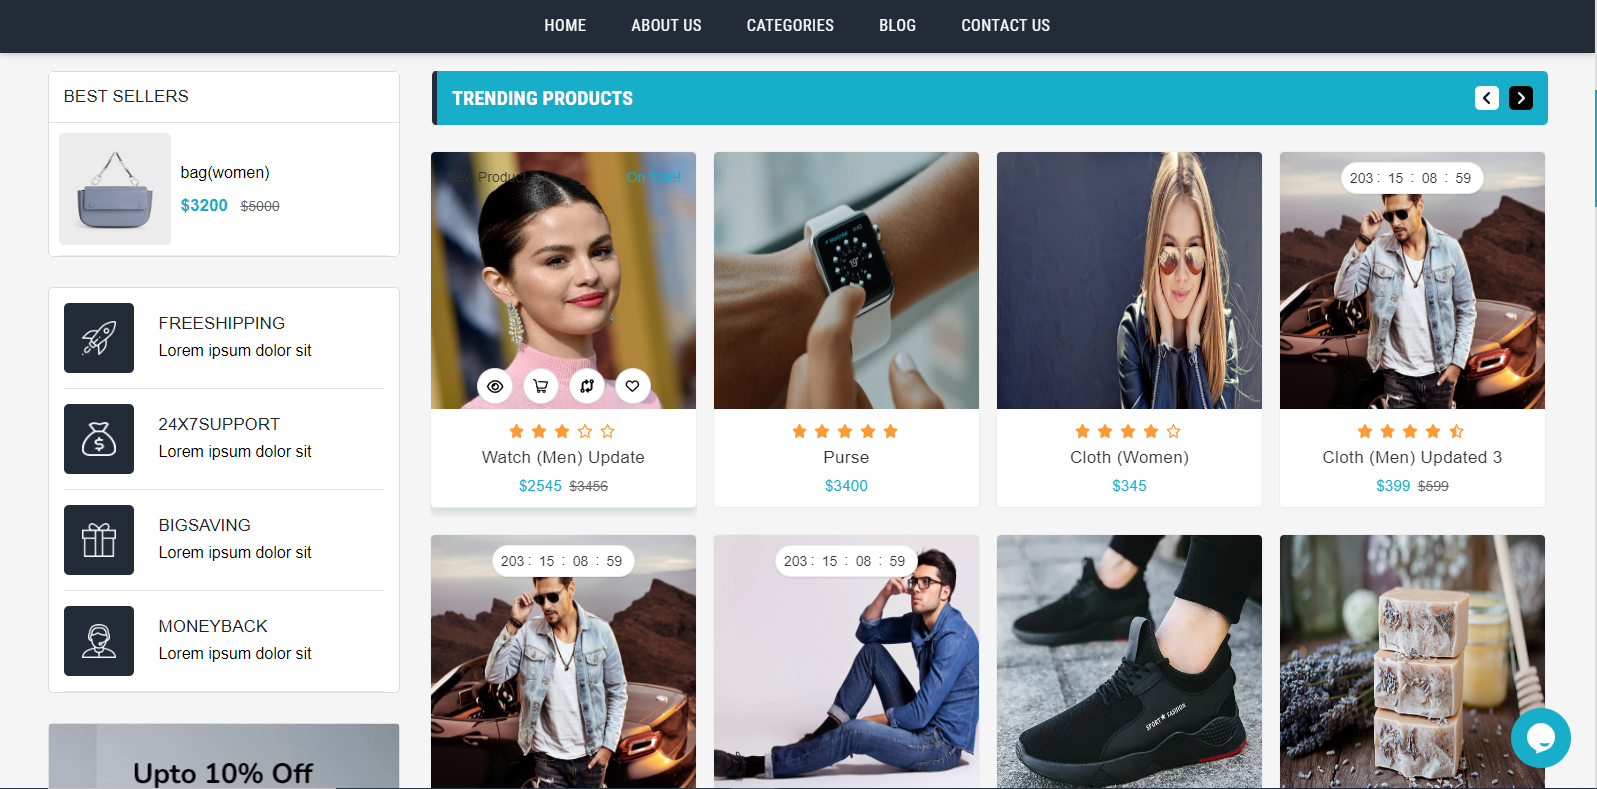 HOME ABOUT US CATEGORIES BLOG CONTACT US
BEST SELLERS
bag(women)
$3200 $5000
FREESHIPPING
Lorem ipsum dolor sit
24X7SUPPORT
Lorem ipsum dolor sit
BIGSAVING
Lorem ipsum dolor sit
MONEYBACK
Lorem ipsum dolor sit
Upto 10% Off
TRENDING PRODUCTS
New Product On Sale!
Watch (Men) Update
$2545 $3456
Purse
$3400
Cloth (Women)
$345
203 : 15 : 08 : 59
Cloth (Men) Updated 3
$399 $599
203 : 15 : 08 : 59
203 : 15 : 08 : 59
SPORT★FASHION